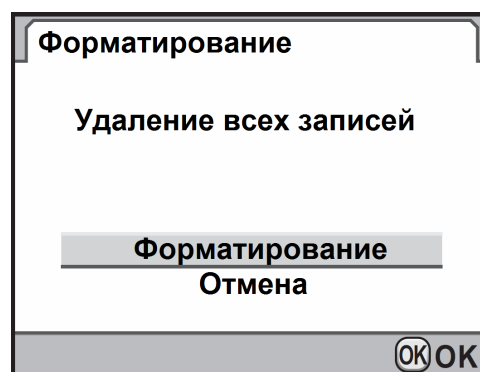 Форматирование
Удаление всех записей
Форматирование
Отмена
OK OK